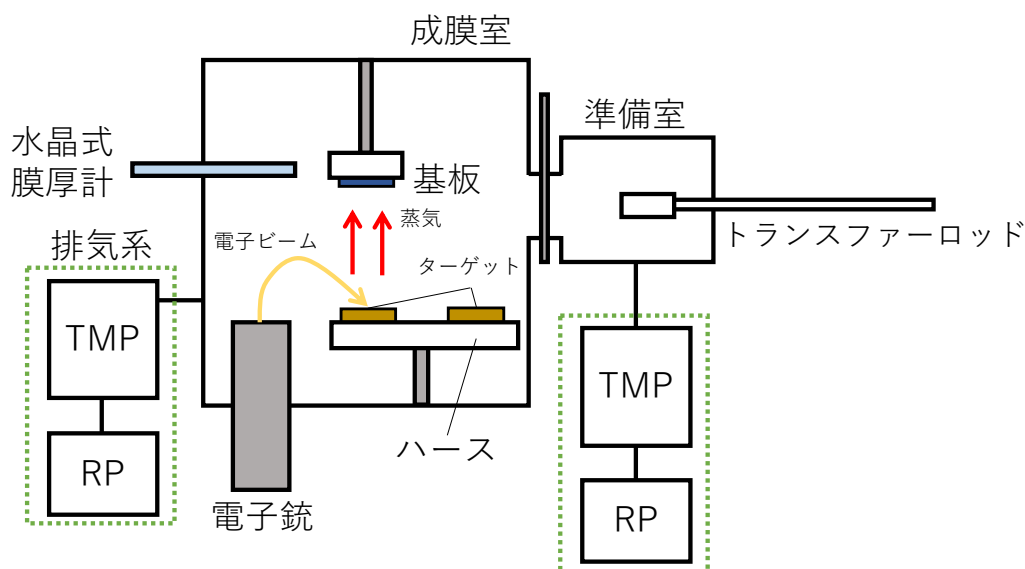 成膜室
準備室
水晶式
膜厚計
基板
蒸気
トランスファーロッド
電子ビーム
排気系
ターゲット
TMP
TMP
RP
ハース
RP
電子銃